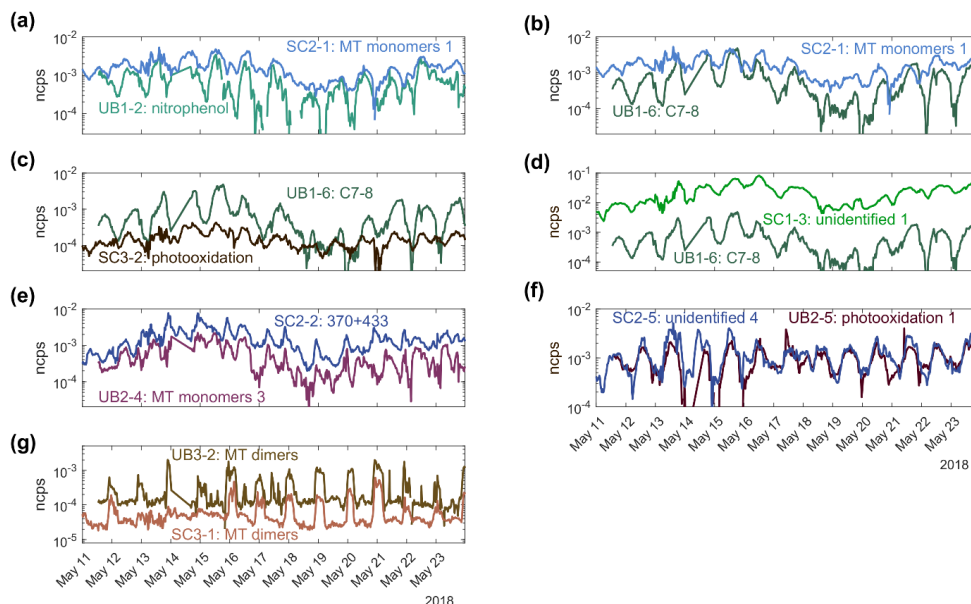 (a)
10⁻²
10⁻³
10⁻⁴
ncps
SC2-1: MT monomers 1
UB1-2: nitrophenol
(b)
10⁻²
10⁻³
10⁻⁴
ncps
SC2-1: MT monomers 1
UB1-6: C7-8
(c)
10⁻²
10⁻³
10⁻⁴
ncps
UB1-6: C7-8
SC3-2: photooxidation
(d)
10⁻¹
10⁻²
10⁻³
10⁻⁴
ncps
SC1-3: unidentified 1
UB1-6: C7-8
(e)
10⁻²
10⁻³
10⁻⁴
ncps
SC2-2: 370+433
UB2-4: MT monomers 3
(f)
10⁻²
10⁻³
10⁻⁴
ncps
SC2-5: unidentified 4
UB2-5: photooxidation 1
May 11
May 12
May 13
May 14
May 15
May 16
May 17
May 18
May 19
May 20
May 21
May 22
May 23
2018
(g)
10⁻³
10⁻⁴
10⁻⁵
ncps
UB3-2: MT dimers
SC3-1: MT dimers
May 11
May 12
May 13
May 14
May 15
May 16
May 17
May 18
May 19
May 20
May 21
May 22
May 23
2018